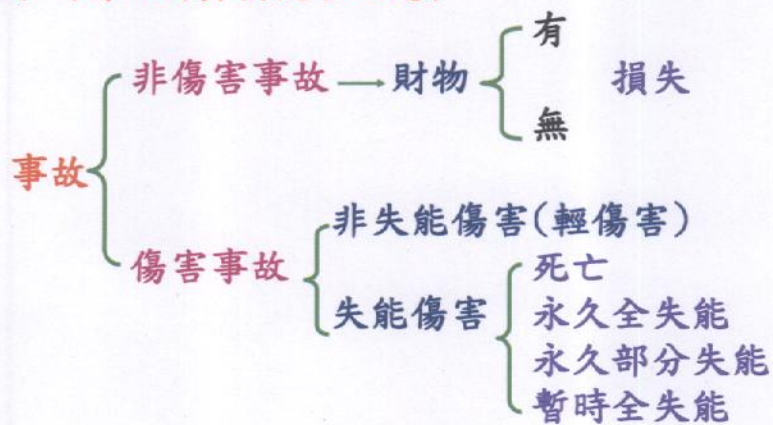 有
非傷害事故 → 財物 損失
無
事故
非失能傷害(輕傷害)
傷害事故
死亡
失能傷害
永久全失能
永久部分失能
暫時全失能